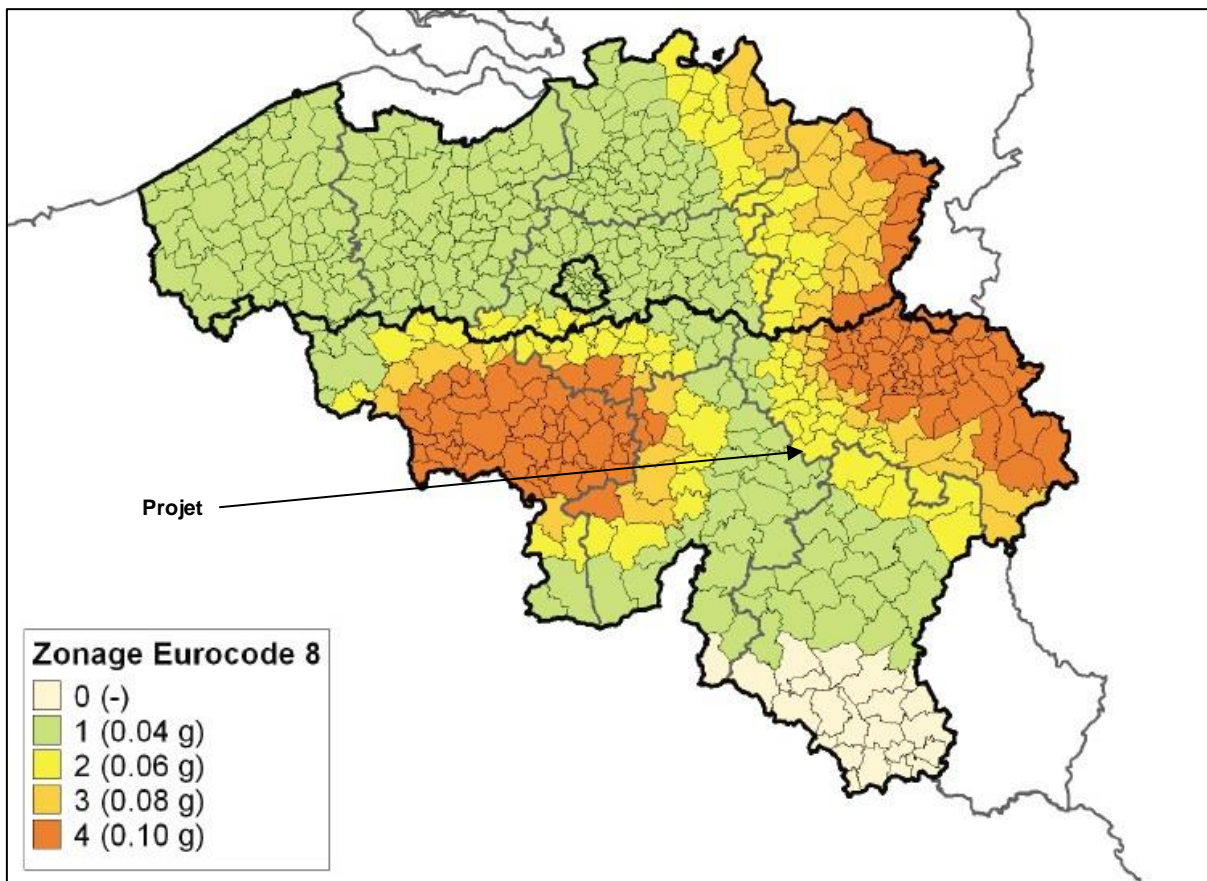 Projet
Zonage Eurocode 8
0 (-)
1 (0.04 g)
2 (0.06 g)
3 (0.08 g)
4 (0.10 g)